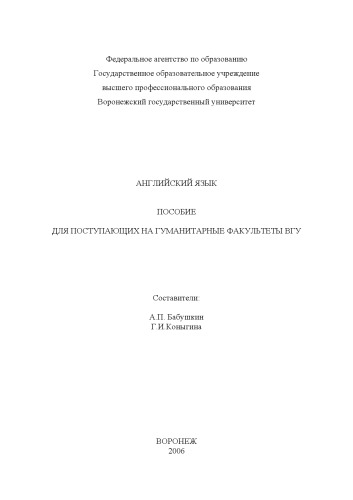 Федеральное агентство по образованию
Государственное образовательное учреждение
высшего профессионального образования
Воронежский государственный университет
АНГЛИЙСКИЙ ЯЗЫК
ПОСОБИЕ
ДЛЯ ПОСТУПАЮЩИХ НА ГУМАНИТАРНЫЕ ФАКУЛЬТЕТЫ ВГУ
Составители:
А.П. Бабушкин
Г.И.Коныгина
ВОРОНЕЖ
2006